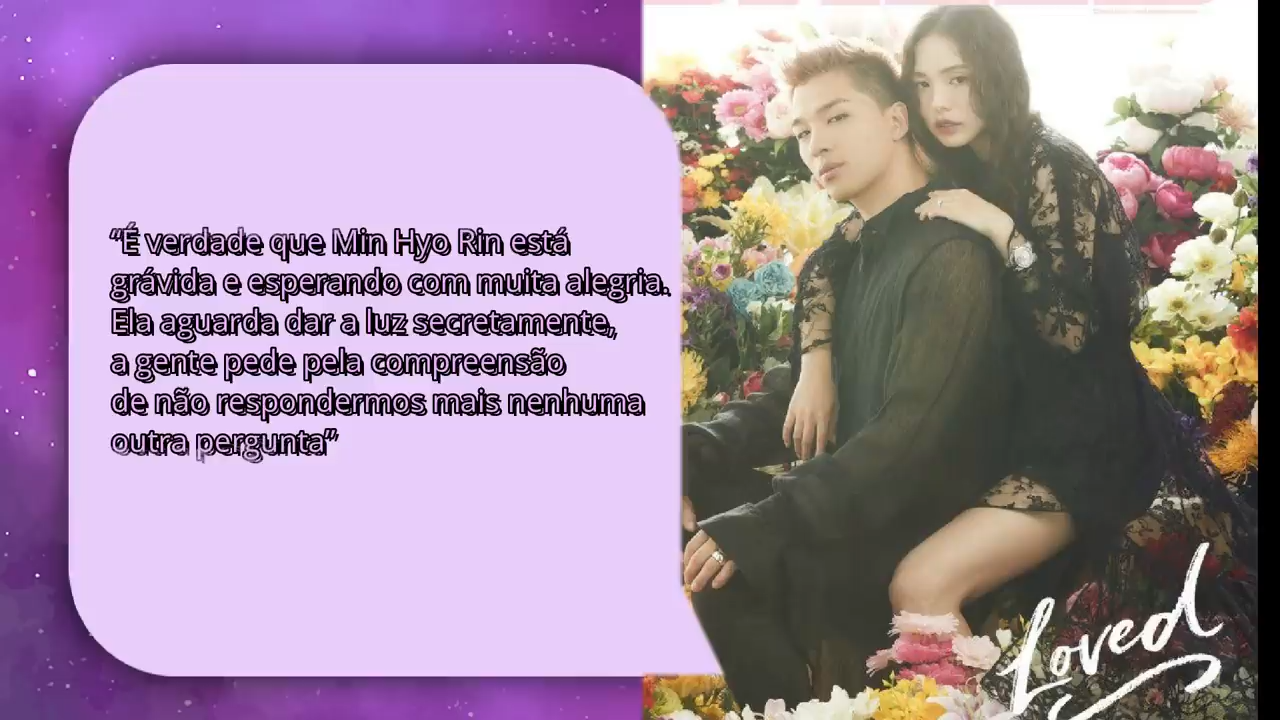 “É verdade que Min Hyo Rin está
grávida e esperando com muita alegria.
Ela aguarda dar a luz secretamente,
a gente pede pela compreensão
de não respondermos mais nenhuma
outra pergunta”
Loved